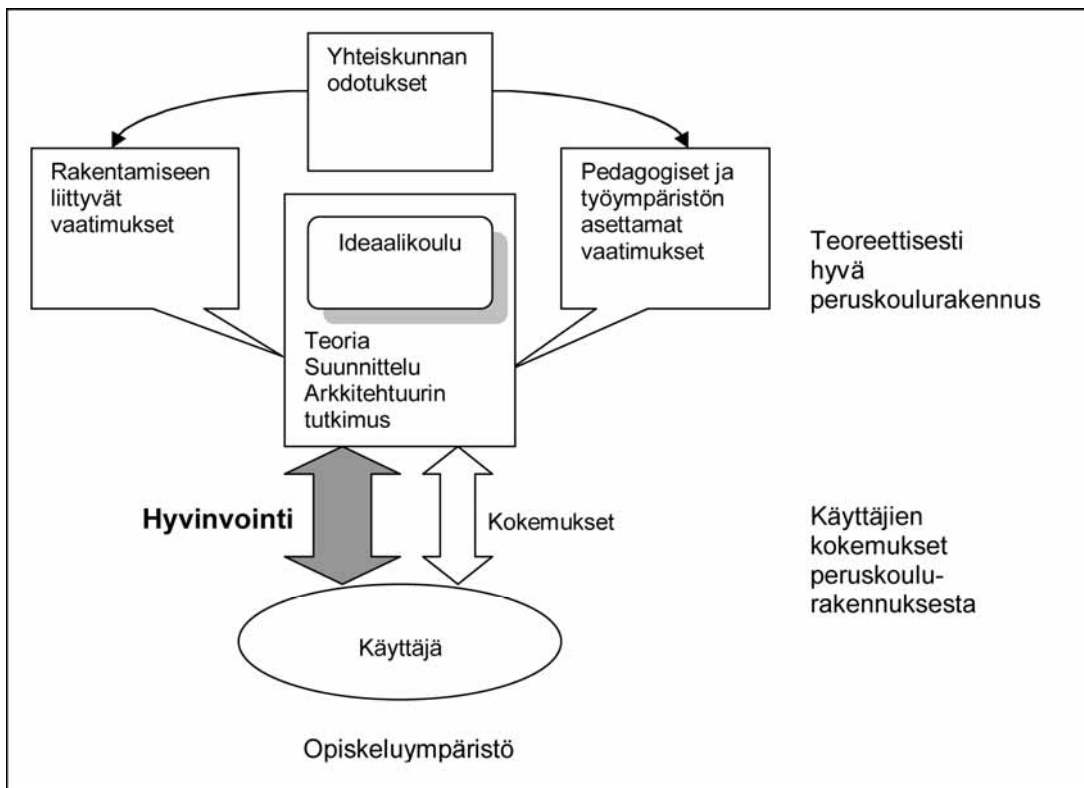 Yhteiskunnan
odotukset
Rakentamiseen
liittyvät
vaatimukset
Pedagogiset ja
työympäristön
asettamat
vaatimukset
Ideaalikoulu
Teoreettisesti
hyvä
peruskoulurakennus
Teoria
Suunnittelu
Arkkitehtuurin
tutkimus
Hyvinvointi
Kokemukset
Käyttäjien
kokemukset
peruskoulu-
rakennuksesta
Käyttäjä
Opiskeluympäristö